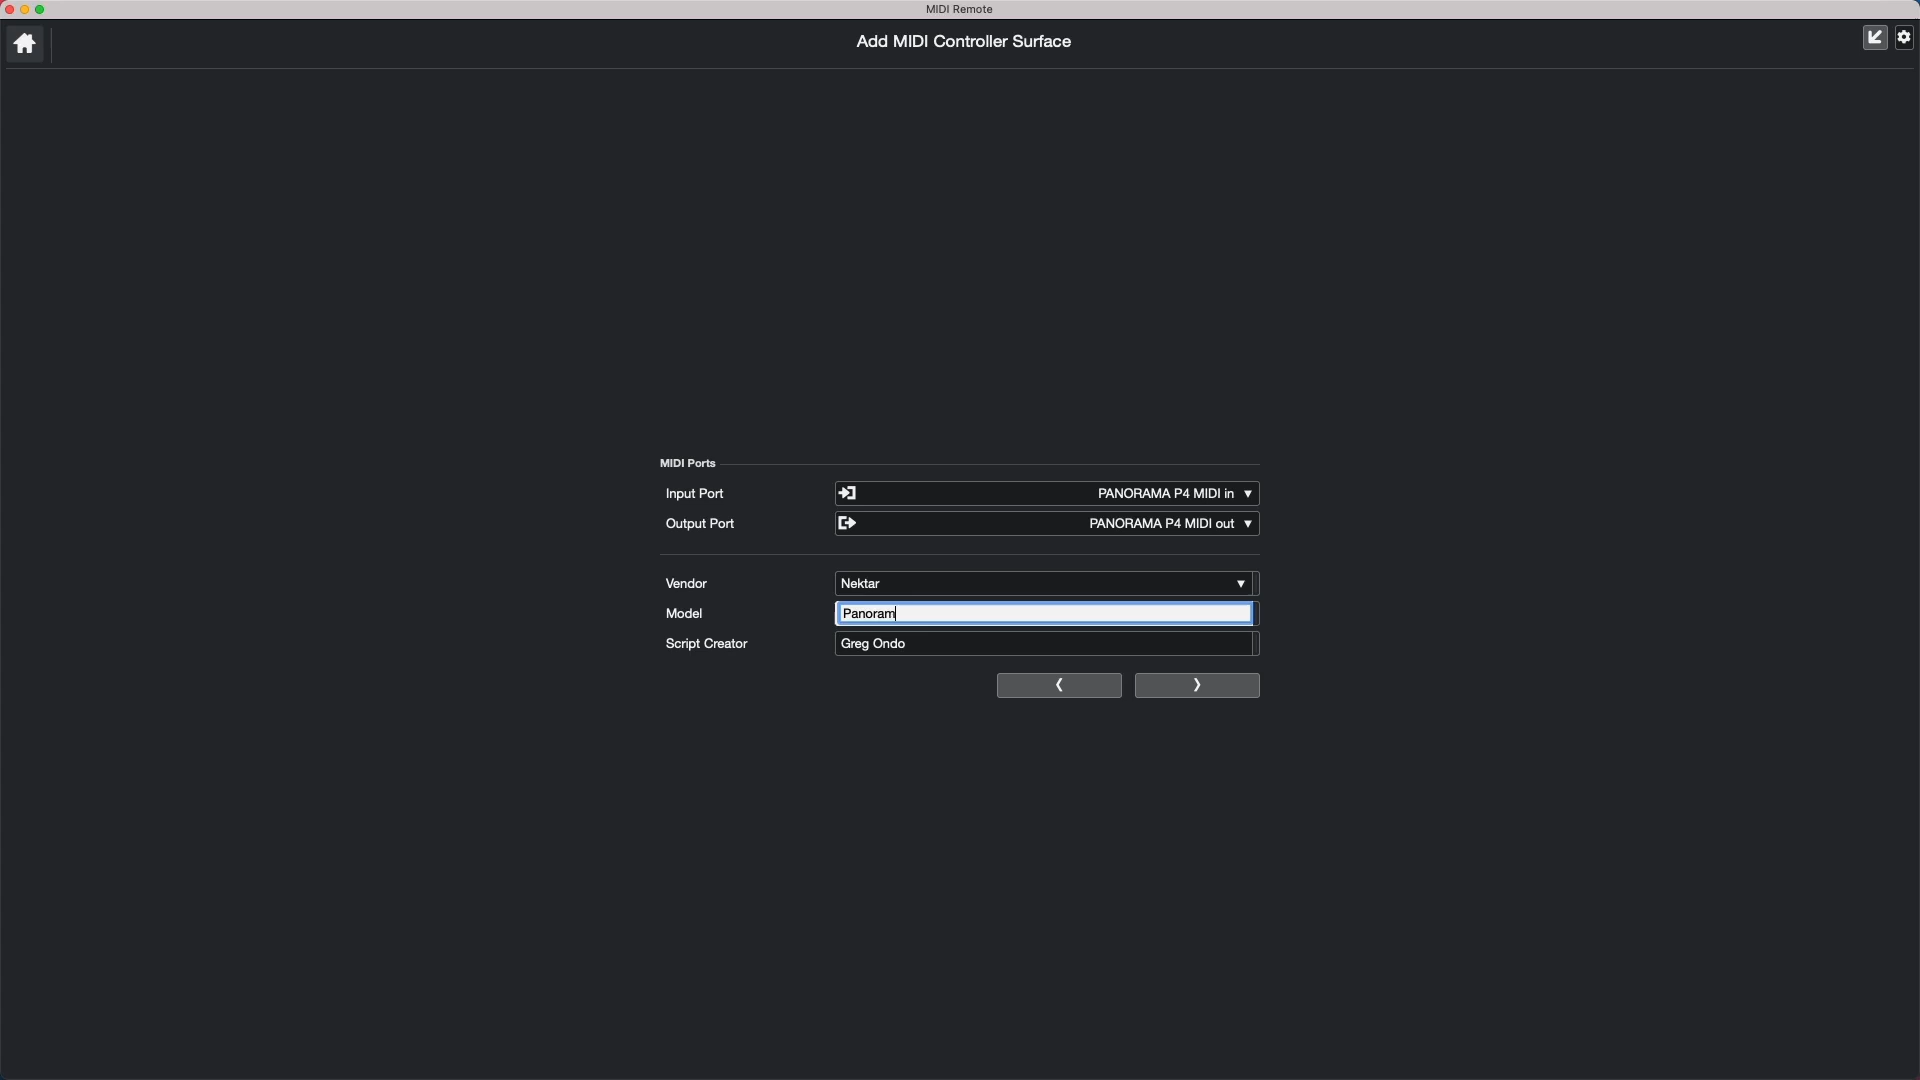 MIDI Remote
Add MIDI Controller Surface
MIDI Ports
Input Port
PANORAMA P4 MIDI in
Output Port
PANORAMA P4 MIDI out
Vendor
Nektar
Model
Panoram
Script Creator
Greg Ondo